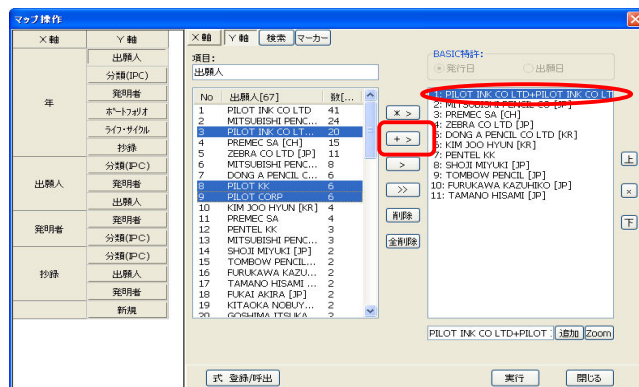 マップ操作
X 軸 Y 軸
年
出願人
分類(IPC)
発明者
ポートフォリオ
ライフ・サイクル
抄録
出願人
分類(IPC)
発明者
出願人
発明者
発明者
分類(IPC)
抄録
分類(IPC)
出願人
発明者
新規
X 軸 Y 軸 検索 マーカー
項目:
出願人
No 出願人[67] 数[...
1 PILOT INK CO LTD 41
2 MITSUBISHI PENC... 24
3 PILOT INK CO LT... 20
4 PREMEC SA [CH] 15
5 ZEBRA CO LTD [JP] 11
6 MITSUBISHI PENC... 8
7 DONG A PENCIL C... 6
8 PILOT KK 6
9 PILOT CORP 6
10 KIM JOO HYUN [KR] 4
11 PREMEC SA 4
12 PENTEL KK 3
13 MITSUBISHI PENC... 3
14 SHOJI MIYUKI [JP] 2
15 TOMBOW PENCIL... 2
16 FURUKAWA KAZU... 2
17 TAMANO HISAMI ... 2
18 FUKAI AKIRA [JP] 2
19 KITAOKA NOBUY... 2
20 GOSHIMA ITSUKA 2
* >
+ >
>
>>
削除
全削除
BASIC特許:
発行日 出願日
1: PILOT INK CO LTD+PILOT INK CO LT
2: MITSUBISHI PENCIL CO [JP]
3: PREMEC SA [CH]
4: ZEBRA CO LTD [JP]
5: DONG A PENCIL CO LTD [KR]
6: KIM JOO HYUN [KR]
7: PENTEL KK
8: SHOJI MIYUKI [JP]
9: TOMBOW PENCIL [JP]
10: FURUKAWA KAZUHIKO [JP]
11: TAMANO HISAMI [JP]
上
×
下
PILOT INK CO LTD+PILOT : 追加 Zoom
式 登録/呼出 実行 閉じる